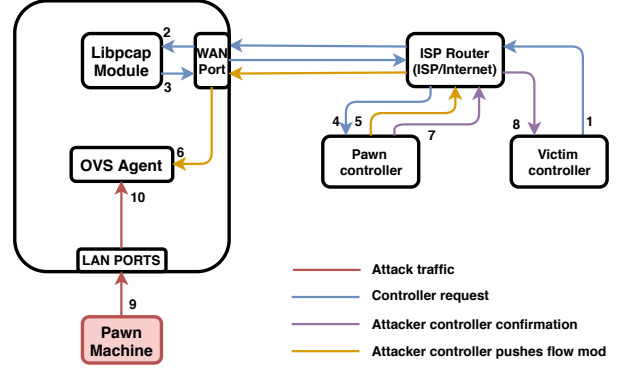 2
Libpcap
Module
3
WAN
Port
ISP Router
(ISP/Internet)
4
5
7
8
1
Pawn
controller
Victim
controller
6
OVS Agent
10
LAN PORTS
9
Pawn
Machine
Attack traffic
Controller request
Attacker controller confirmation
Attacker controller pushes flow mod